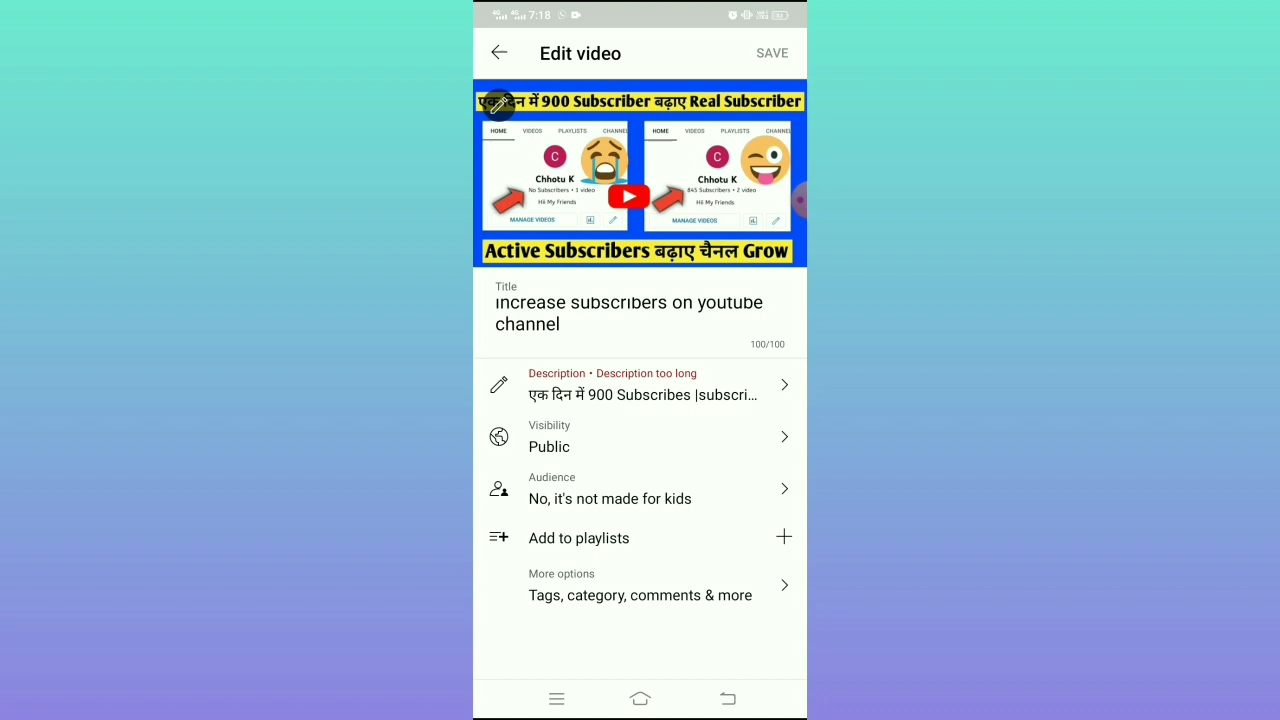 4G 4G 7:18
Edit video
SAVE
एक दिन में 900 Subscriber बढ़ाए Real Subscriber
HOME VIDEOS PLAYLISTS CHANNEL
C
Chhotu K
No Subscribers • 1 video
Hii My Friends
MANAGE VIDEOS
HOME VIDEOS PLAYLISTS CHANNEL
C
Chhotu K
845 Subscribers • 2 video
Hii My Friends
MANAGE VIDEOS
Active Subscribers बढ़ाए चैनल Grow
Title
increase subscribers on youtube
channel
100/100
Description • Description too long
एक दिन में 900 Subscribes |subscri...
Visibility
Public
Audience
No, it's not made for kids
Add to playlists
More options
Tags, category, comments & more